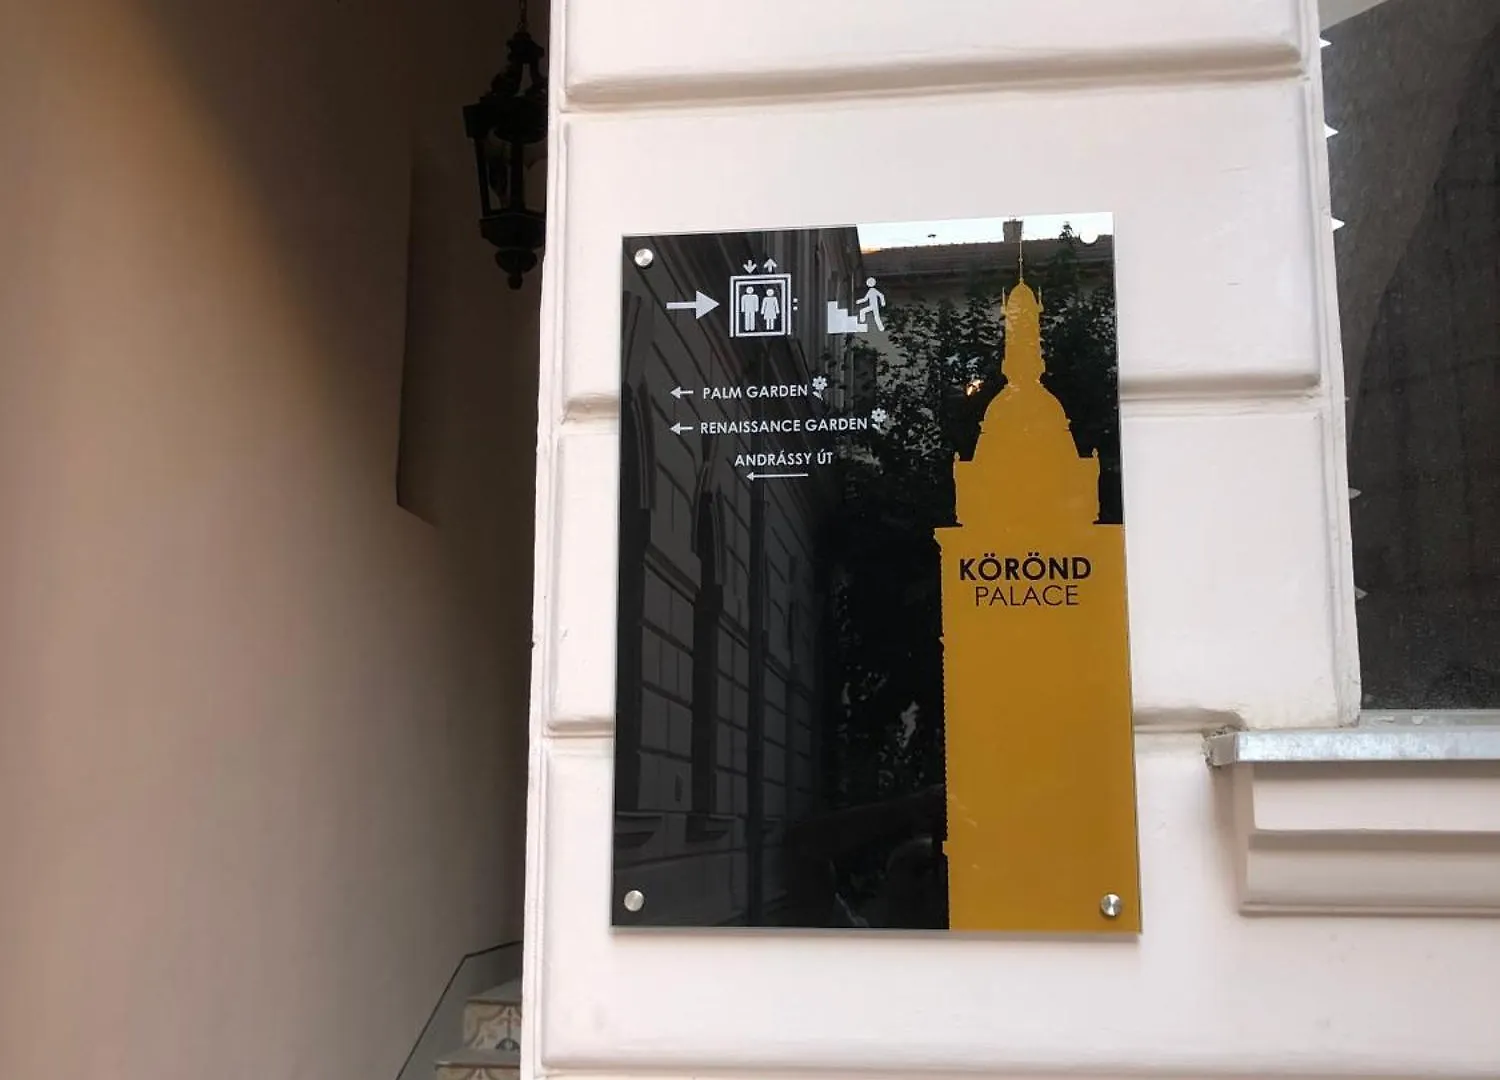 PALM GARDEN
RENAISSANCE GARDEN
ANDRÁSSY ÚT
KÖRÖND
PALACE